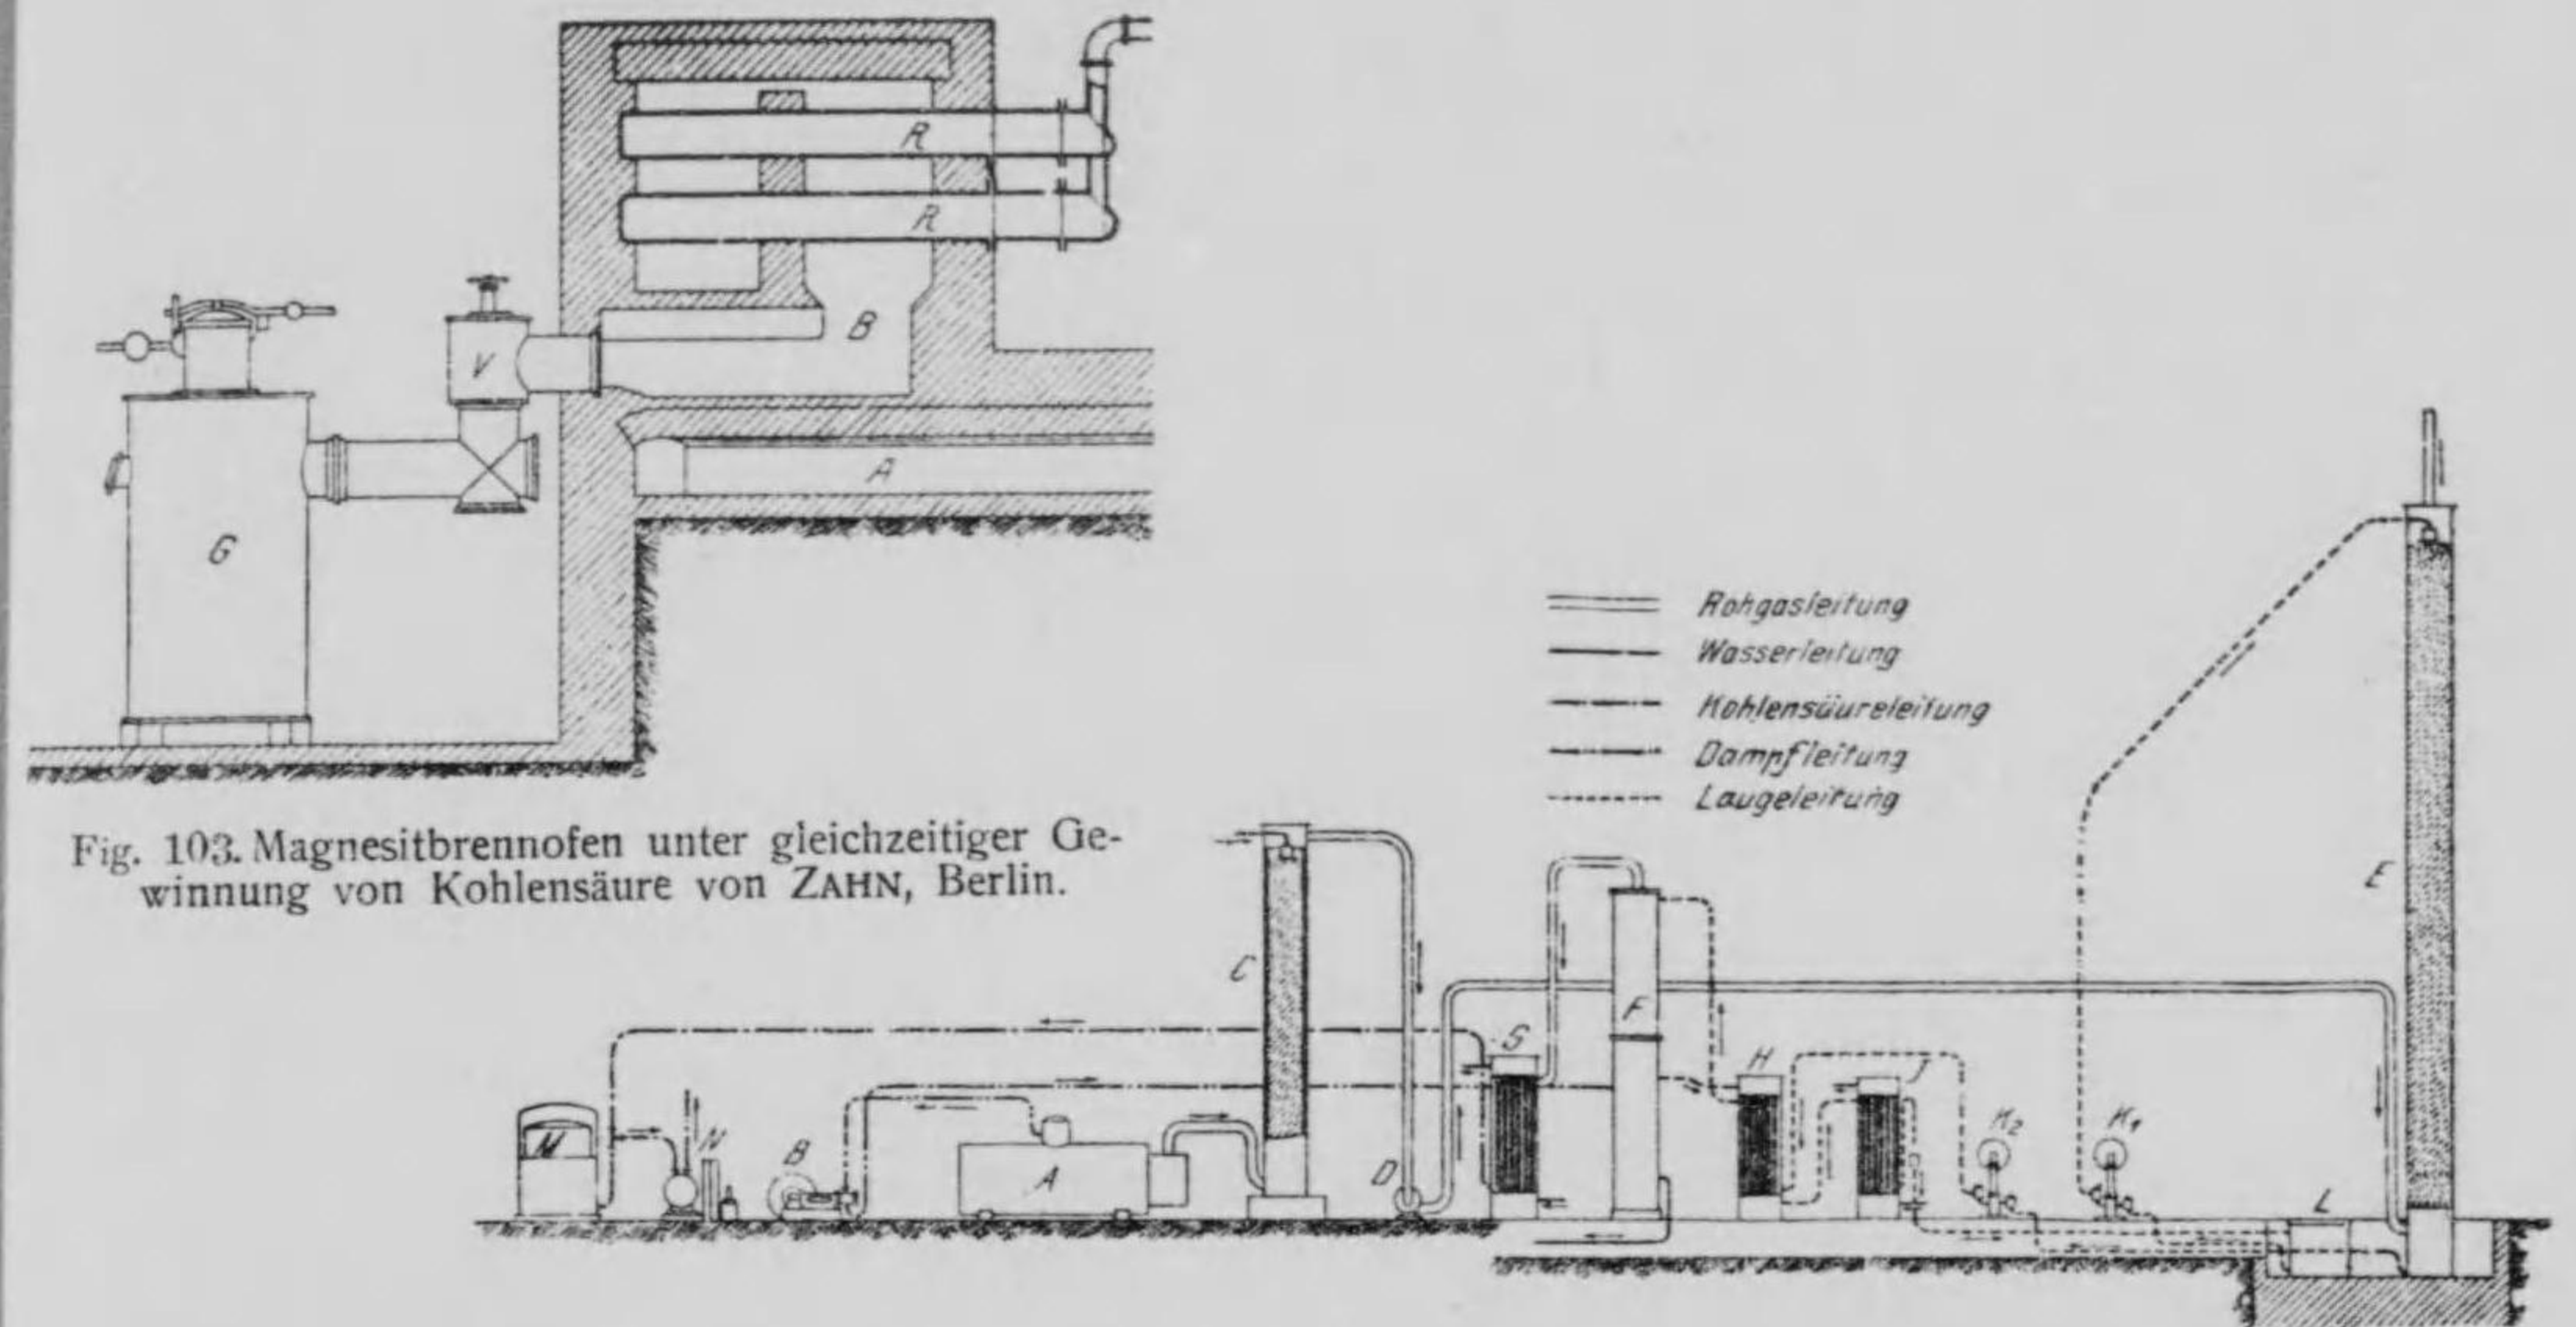 R
R
B
V
A
G
Fig. 103. Magnesitbrennofen unter gleichzeitiger Ge-
winnung von Kohlensäure von ZAHN, Berlin.
Rohgasleitung
Wasserleitung
Kohlensäureleitung
Dampfleitung
Laugeleitung
E
C
F
G
H
J
K2
K1
M
N
B
A
D
L